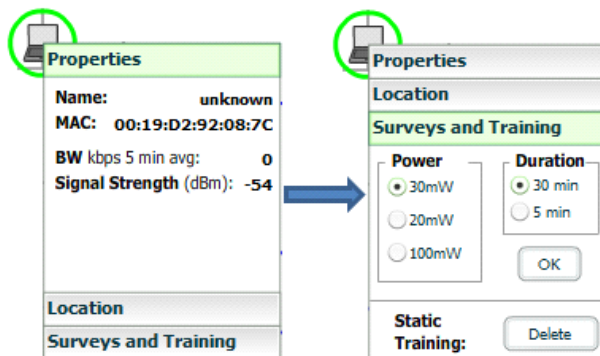 Properties
Name: unknown
MAC: 00:19:D2:92:08:7C
BW kbps 5 min avg: 0
Signal Strength (dBm): -54
Location
Surveys and Training
Properties
Location
Surveys and Training
Power
30mW
20mW
100mW
Duration
30 min
5 min
OK
Static
Training:
Delete